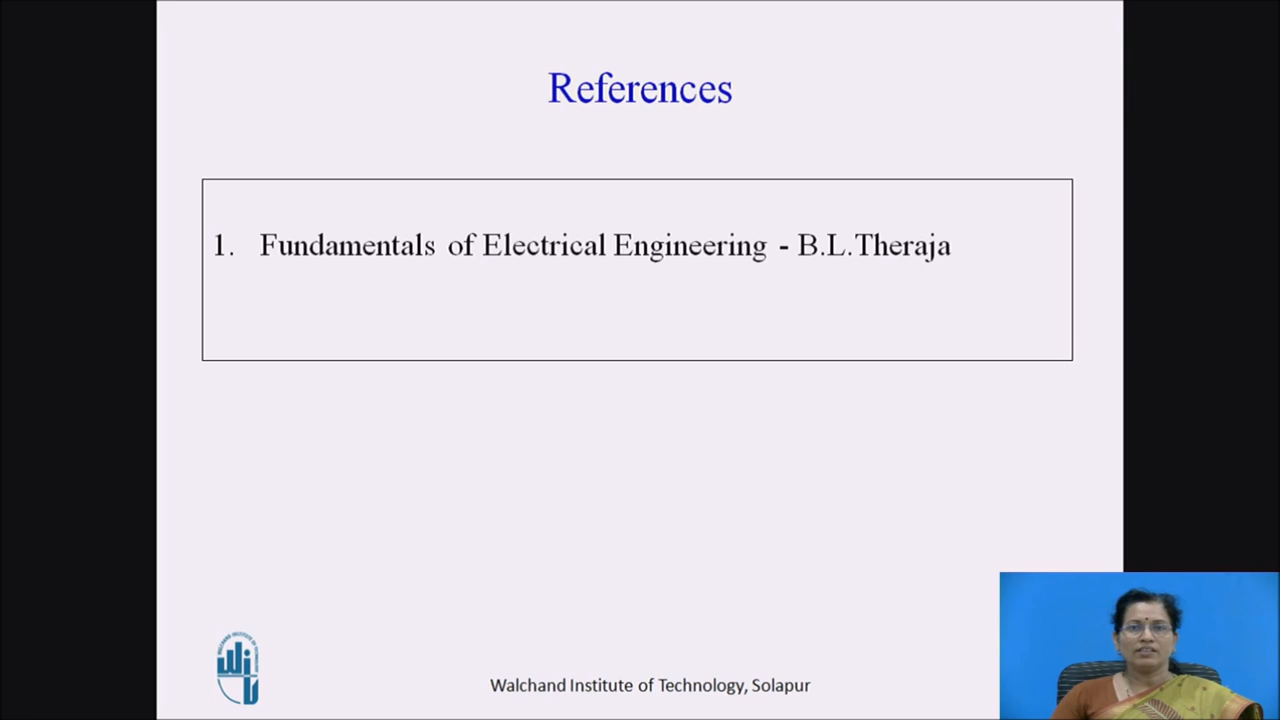 References
1. Fundamentals of Electrical Engineering - B.L.Theraja
Walchand Institute of Technology, Solapur